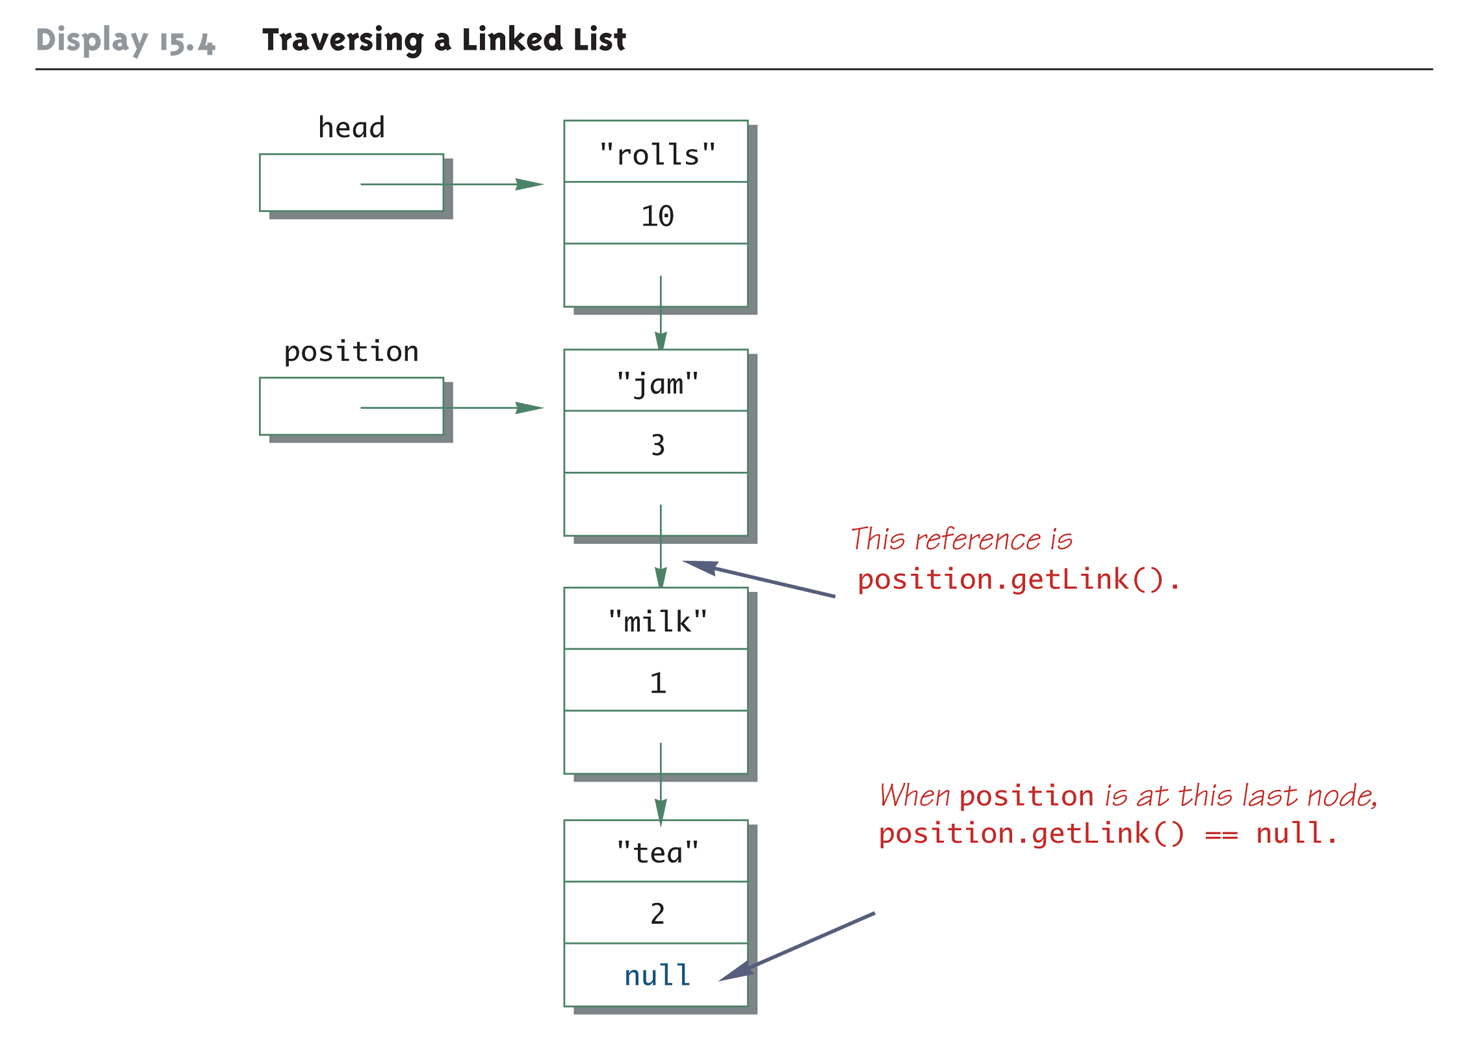 Display 15.4 Traversing a Linked List
head
"rolls"
10
position
"jam"
3
This reference is
position.getLink().
"milk"
1
When position is at this last node,
position.getLink() == null.
"tea"
2
null